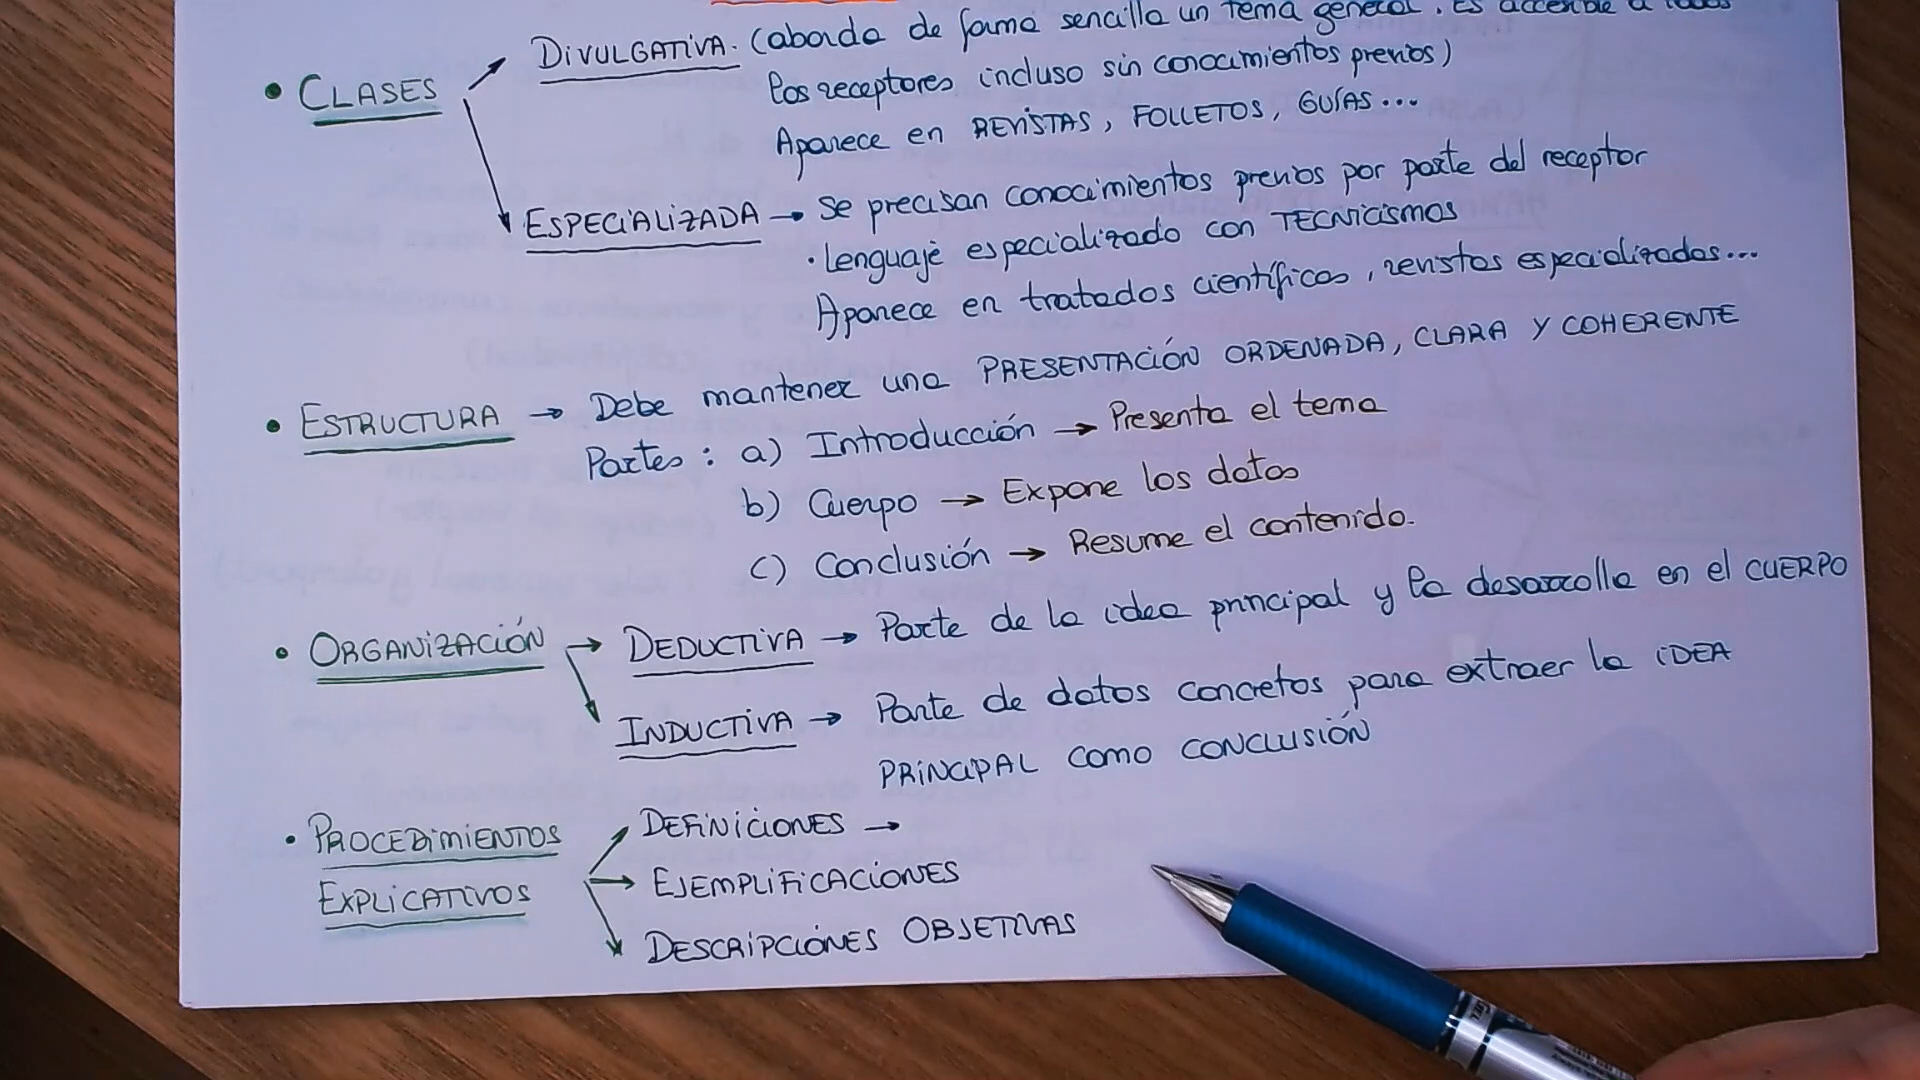 DIVULGATIVA. (aborda de forma sencilla un tema general. Es accesible a todos
• CLASES
los receptores incluso sin conocimientos previos)
Aparece en REVISTAS, FOLLETOS, GUÍAS...
ESPECIALIZADA → Se precisan conocimientos previos por parte del receptor
• Lenguaje especializado con TECNICISMOS
Aparece en tratados científicos, revistas especializadas...
• ESTRUCTURA → Debe mantener una PRESENTACIÓN ORDENADA, CLARA Y COHERENTE
Partes: a) Introducción → Presenta el tema
b) Cuerpo → Expone los datos
c) Conclusión → Resume el contenido.
• ORGANIZACIÓN → DEDUCTIVA → Parte de la idea principal y la desarrolla en el CUERPO
INDUCTIVA → Parte de datos concretos para extraer la IDEA
PRINCIPAL como CONCLUSIÓN
• PROCEDIMIENTOS
DEFINICIONES →
EXPLICATIVOS
→ EJEMPLIFICACIONES
DESCRIPCIONES OBJETIVAS